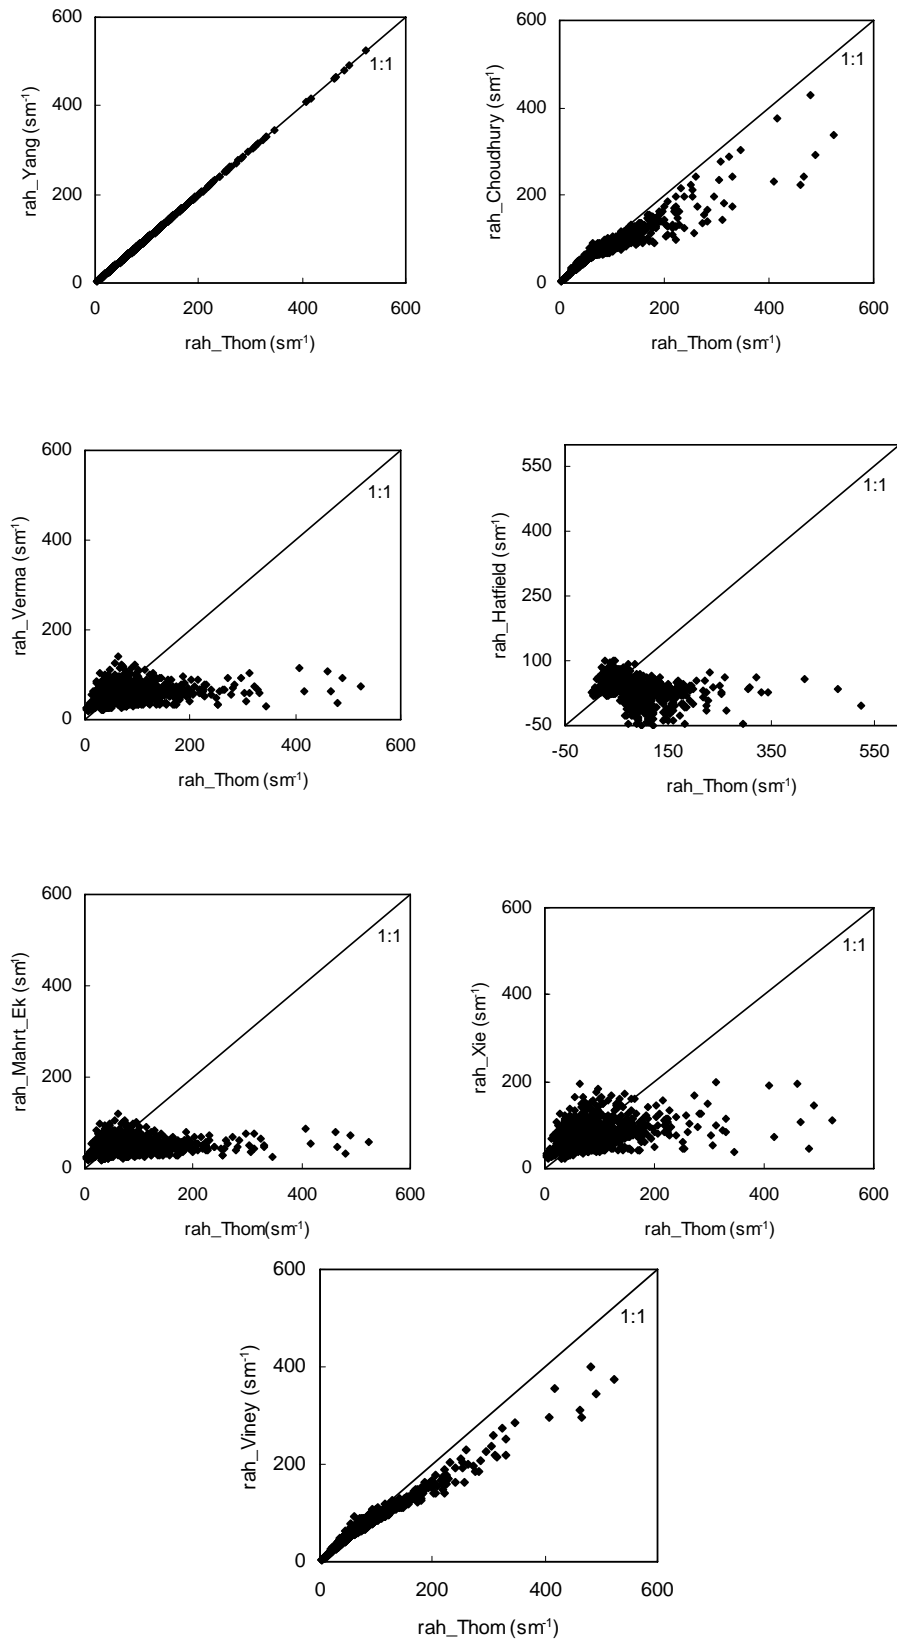 600
400
200
0
rah_Yang (sm⁻¹)
1:1
0 200 400 600
rah_Thom (sm⁻¹)
600
400
200
0
rah_Choudhury (sm⁻¹)
1:1
0 200 400 600
rah_Thom (sm⁻¹)
600
400
200
0
rah_Verma (sm⁻¹)
1:1
0 200 400 600
rah_Thom (sm⁻¹)
550
400
250
100
-50
rah_Hatfield (sm⁻¹)
1:1
-50 150 350 550
rah_Thom (sm⁻¹)
600
400
200
0
rah_Mahrt_Ek (sm¹)
1:1
0 200 400 600
rah_Thom(sm⁻¹)
600
400
200
0
rah_Xie (sm⁻¹)
1:1
0 200 400 600
rah_Thom (sm⁻¹)
600
400
200
0
rah_Viney (sm⁻¹)
1:1
0 200 400 600
rah_Thom (sm⁻¹)